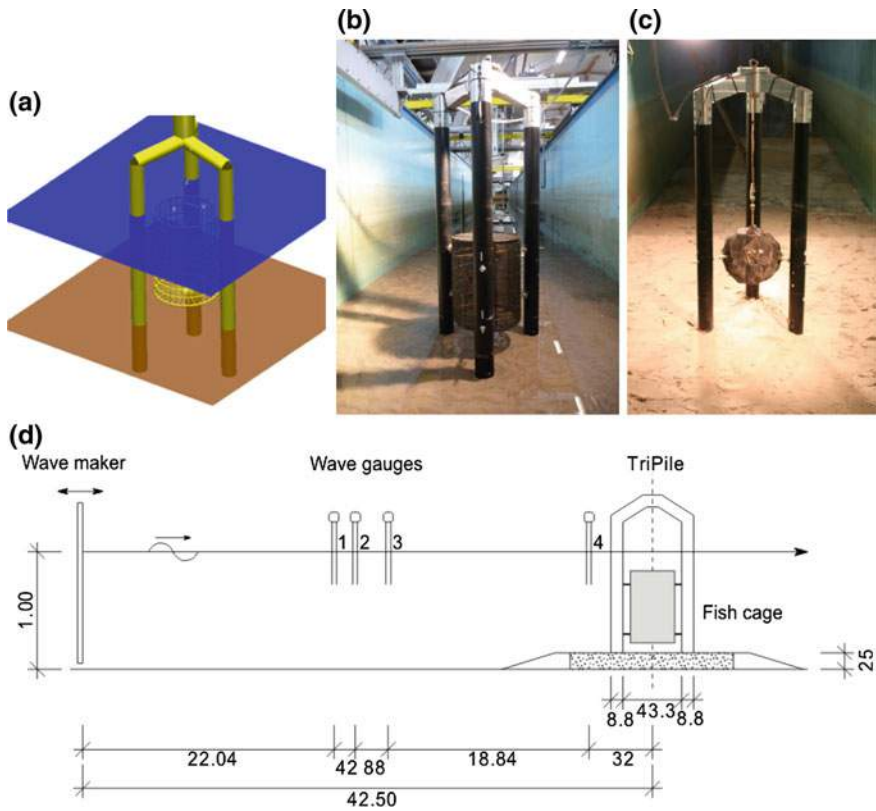 (a)
(b)
(c)
(d)
Wave maker
Wave gauges
TriPile
1
2
3
4
Fish cage
1.00
25
8.8
43.3
8.8
22.04
42
88
18.84
32
42.50